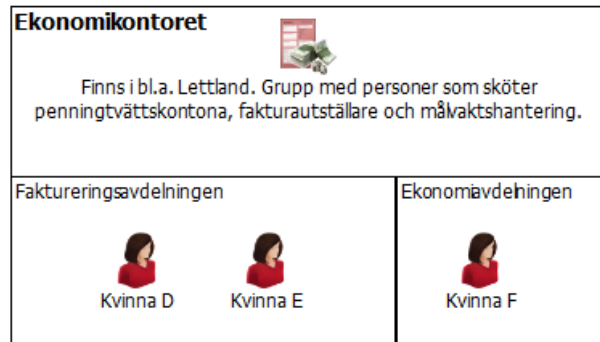 Ekonomikontoret
Finns i bl.a. Lettland. Grupp med personer som sköter
penningtvättskontona, fakturautställare och målvaktshantering.
Faktureringsavdelningen
Ekonomiavdelningen
Kvinna D
Kvinna E
Kvinna F